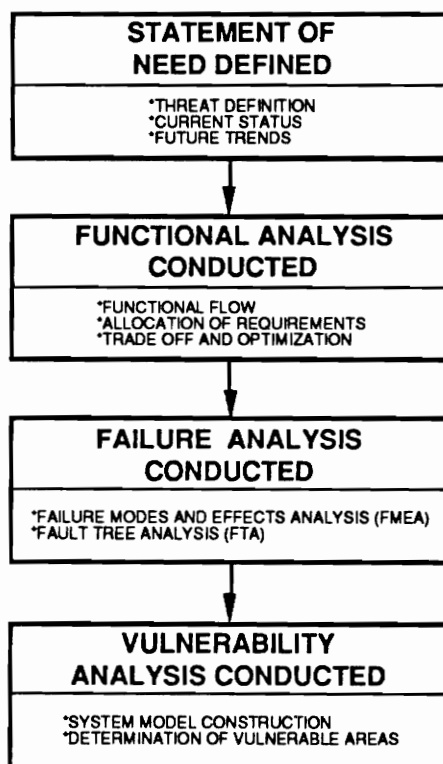 STATEMENT OF
NEED DEFINED
*THREAT DEFINITION
*CURRENT STATUS
*FUTURE TRENDS
FUNCTIONAL ANALYSIS
CONDUCTED
*FUNCTIONAL FLOW
*ALLOCATION OF REQUIREMENTS
*TRADE OFF AND OPTIMIZATION
FAILURE ANALYSIS
CONDUCTED
*FAILURE MODES AND EFFECTS ANALYSIS (FMEA)
*FAULT TREE ANALYSIS (FTA)
VULNERABILITY
ANALYSIS CONDUCTED
*SYSTEM MODEL CONSTRUCTION
*DETERMINATION OF VULNERABLE AREAS